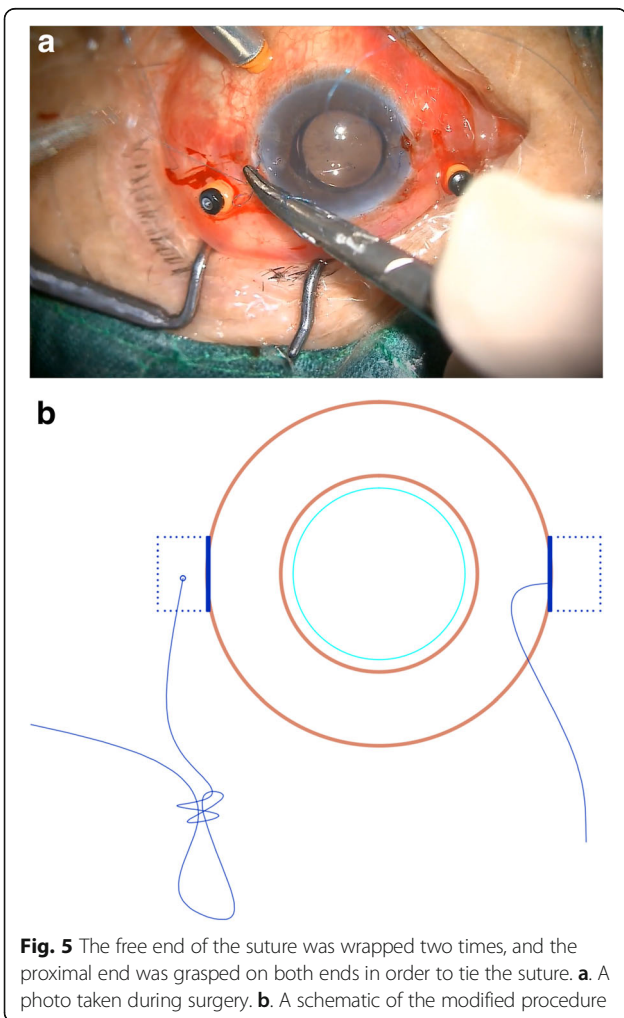 a
b
Fig. 5 The free end of the suture was wrapped two times, and the
proximal end was grasped on both ends in order to tie the suture. a. A
photo taken during surgery. b. A schematic of the modified procedure